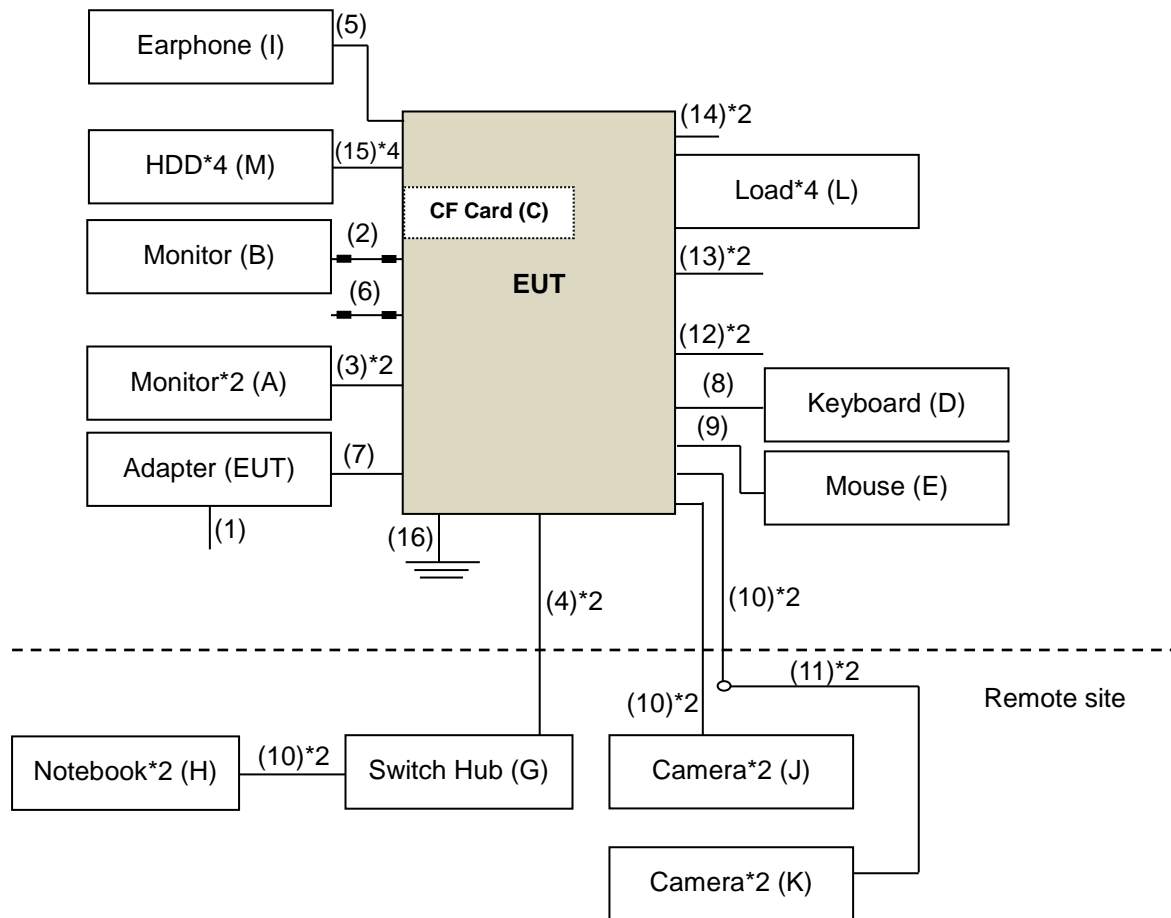 Earphone (I)
(5)
(14)*2
HDD*4 (M)
(15)*4
Load*4 (L)
CF Card (C)
Monitor (B)
(2)
(13)*2
EUT
(6)
(12)*2
Monitor*2 (A)
(3)*2
(8)
Keyboard (D)
(9)
Adapter (EUT)
(7)
Mouse (E)
(1)
(16)
(4)*2
(10)*2
(11)*2
Remote site
(10)*2
Notebook*2 (H)
(10)*2
Switch Hub (G)
Camera*2 (J)
Camera*2 (K)